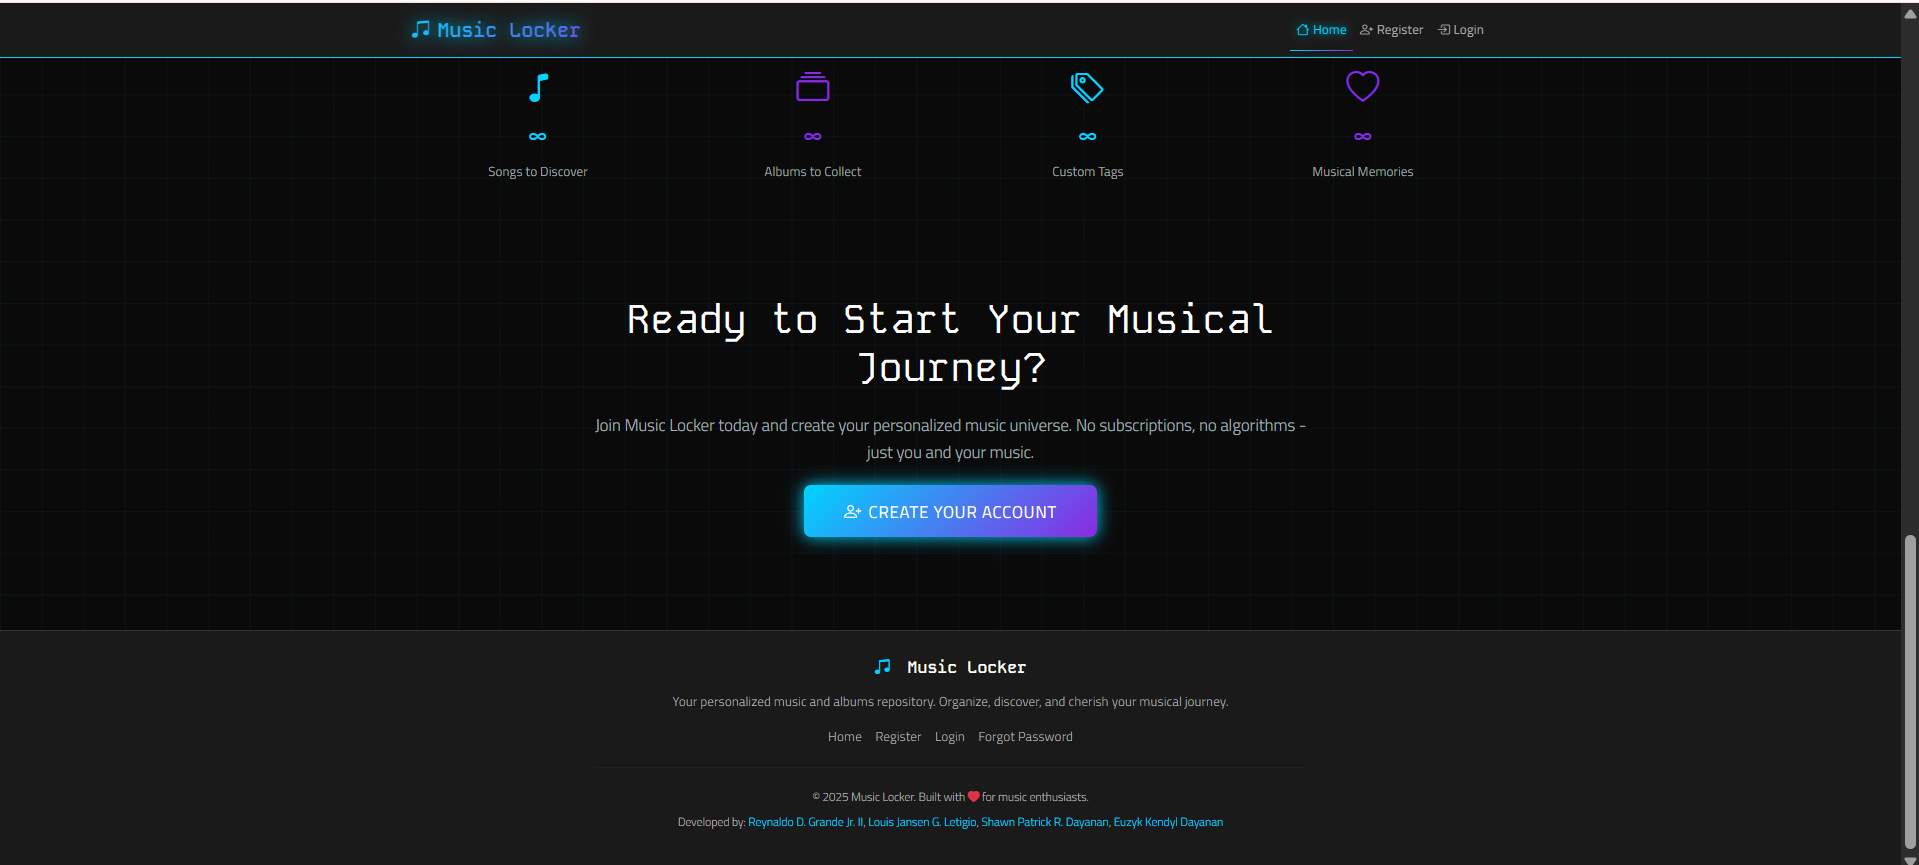 Music Locker
Home Register Login
∞ ∞ ∞ ∞
Songs to Discover Albums to Collect Custom Tags Musical Memories
Ready to Start Your Musical
Journey?
Join Music Locker today and create your personalized music universe. No subscriptions, no algorithms -
just you and your music.
CREATE YOUR ACCOUNT
Music Locker
Your personalized music and albums repository. Organize, discover, and cherish your musical journey.
Home Register Login Forgot Password
© 2025 Music Locker. Built with ❤ for music enthusiasts.
Developed by: Reynaldo D. Grande Jr. II, Louis Jansen G. Letigio, Shawn Patrick R. Dayanan, Euzyk Kendyl Dayanan